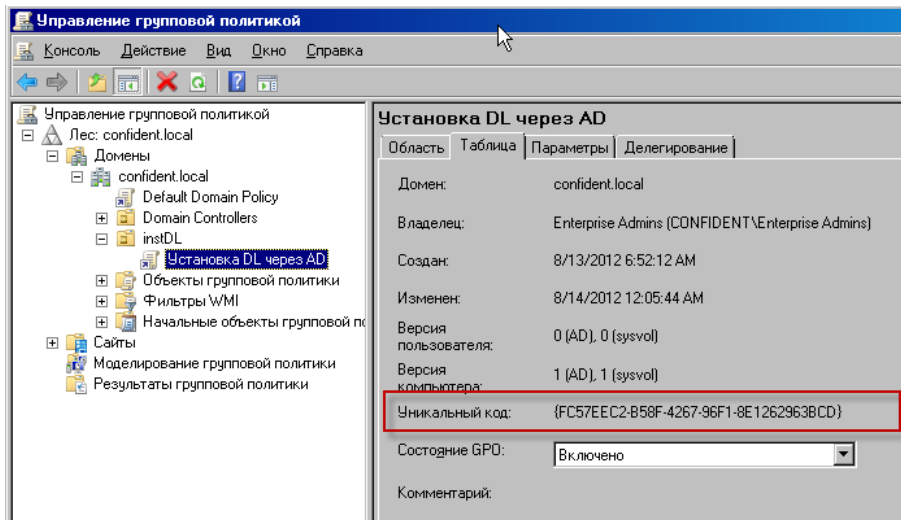 Управление групповой политикой
Консоль Действие Вид Окно Справка
Управление групповой политикой
Лес: confident.local
Домены
confident.local
Default Domain Policy
Domain Controllers
instDL
Установка DL через AD
Объекты групповой политики
Фильтры WMI
Начальные объекты групповой по
Сайты
Моделирование групповой политики
Результаты групповой политики
Установка DL через AD
Область Таблица Параметры Делегирование
Домен: confident.local
Владелец: Enterprise Admins (CONFIDENT\Enterprise Admins)
Создан: 8/13/2012 6:52:12 AM
Изменен: 8/14/2012 12:05:44 AM
Версия пользователя: 0 (AD), 0 (sysvol)
Версия компьютера: 1 (AD), 1 (sysvol)
Уникальный код: {FC57EEC2-B58F-4267-96F1-8E1262963BCD}
Состояние GPO: Включено
Комментарий: